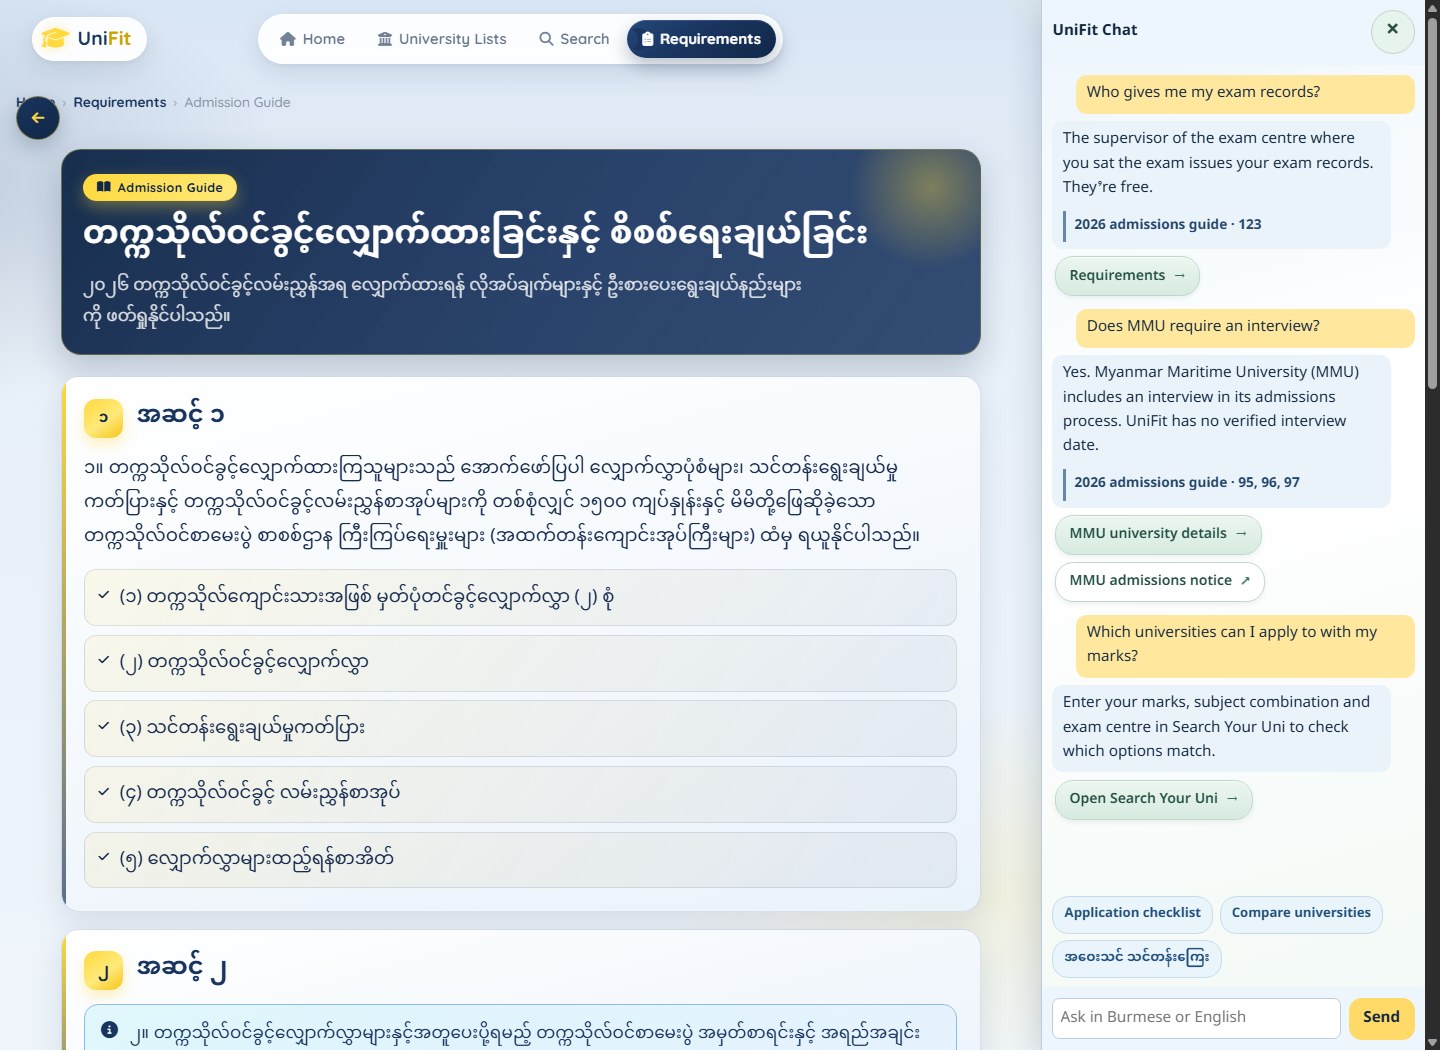 UniFit
Home
University Lists
Search
Requirements
› Requirements › Admission Guide
Admission Guide
တက္ကသိုလ်ဝင်ခွင့်လျှောက်ထားခြင်းနှင့် စိစစ်ရေးချယ်ခြင်း
၂၀၂၆ တက္ကသိုလ်ဝင်ခွင့်လမ်းညွှန်အရ လျှောက်ထားရန် လိုအပ်ချက်များနှင့် ဦးစားပေးရွေးချယ်နည်းများ
ကို ဖတ်ရှုနိုင်ပါသည်။
၁
အဆင့် ၁
၁။ တက္ကသိုလ်ဝင်ခွင့်လျှောက်ထားကြသူများသည် အောက်ဖော်ပြပါ လျှောက်လွှာပုံစံများ၊ သင်တန်းရွေးချယ်မှု
ကတ်ပြားနှင့် တက္ကသိုလ်ဝင်ခွင့်လမ်းညွှန်စာအုပ်များကို တစ်စုံလျှင် ၁၅၀၀ ကျပ်နှုန်းနှင့် မိမိတို့ဖြေဆိုခဲ့သော
တက္ကသိုလ်ဝင်စာမေးပွဲ စာစစ်ဌာန ကြီးကြပ်ရေးမှူးများ (အထက်တန်းကျောင်းအုပ်ကြီးများ) ထံမှ ရယူနိုင်ပါသည်။
(၁) တက္ကသိုလ်ကျောင်းသားအဖြစ် မှတ်ပုံတင်ခွင့်လျှောက်လွှာ (၂) စုံ
(၂) တက္ကသိုလ်ဝင်ခွင့်လျှောက်လွှာ
(၃) သင်တန်းရွေးချယ်မှုကတ်ပြား
(၄) တက္ကသိုလ်ဝင်ခွင့် လမ်းညွှန်စာအုပ်
(၅) လျှောက်လွှာများထည့်ရန်စာအိတ်
၂
အဆင့် ၂
၂။ တက္ကသိုလ်ဝင်ခွင့်လျှောက်လွှာများနှင့်အတူပေးပို့ရမည့် တက္ကသိုလ်ဝင်စာမေးပွဲ အမှတ်စာရင်းနှင့် အရည်အချင်း
UniFit Chat
Who gives me my exam records?
The supervisor of the exam centre where
you sat the exam issues your exam records.
They're free.
2026 admissions guide · 123
Requirements →
Does MMU require an interview?
Yes. Myanmar Maritime University (MMU)
includes an interview in its admissions
process. UniFit has no verified interview
date.
2026 admissions guide · 95, 96, 97
MMU university details →
MMU admissions notice ↗
Which universities can I apply to with my
marks?
Enter your marks, subject combination and
exam centre in Search Your Uni to check
which options match.
Open Search Your Uni →
Application checklist
Compare universities
အဝေးသင် သင်တန်းကြေး
Ask in Burmese or English
Send